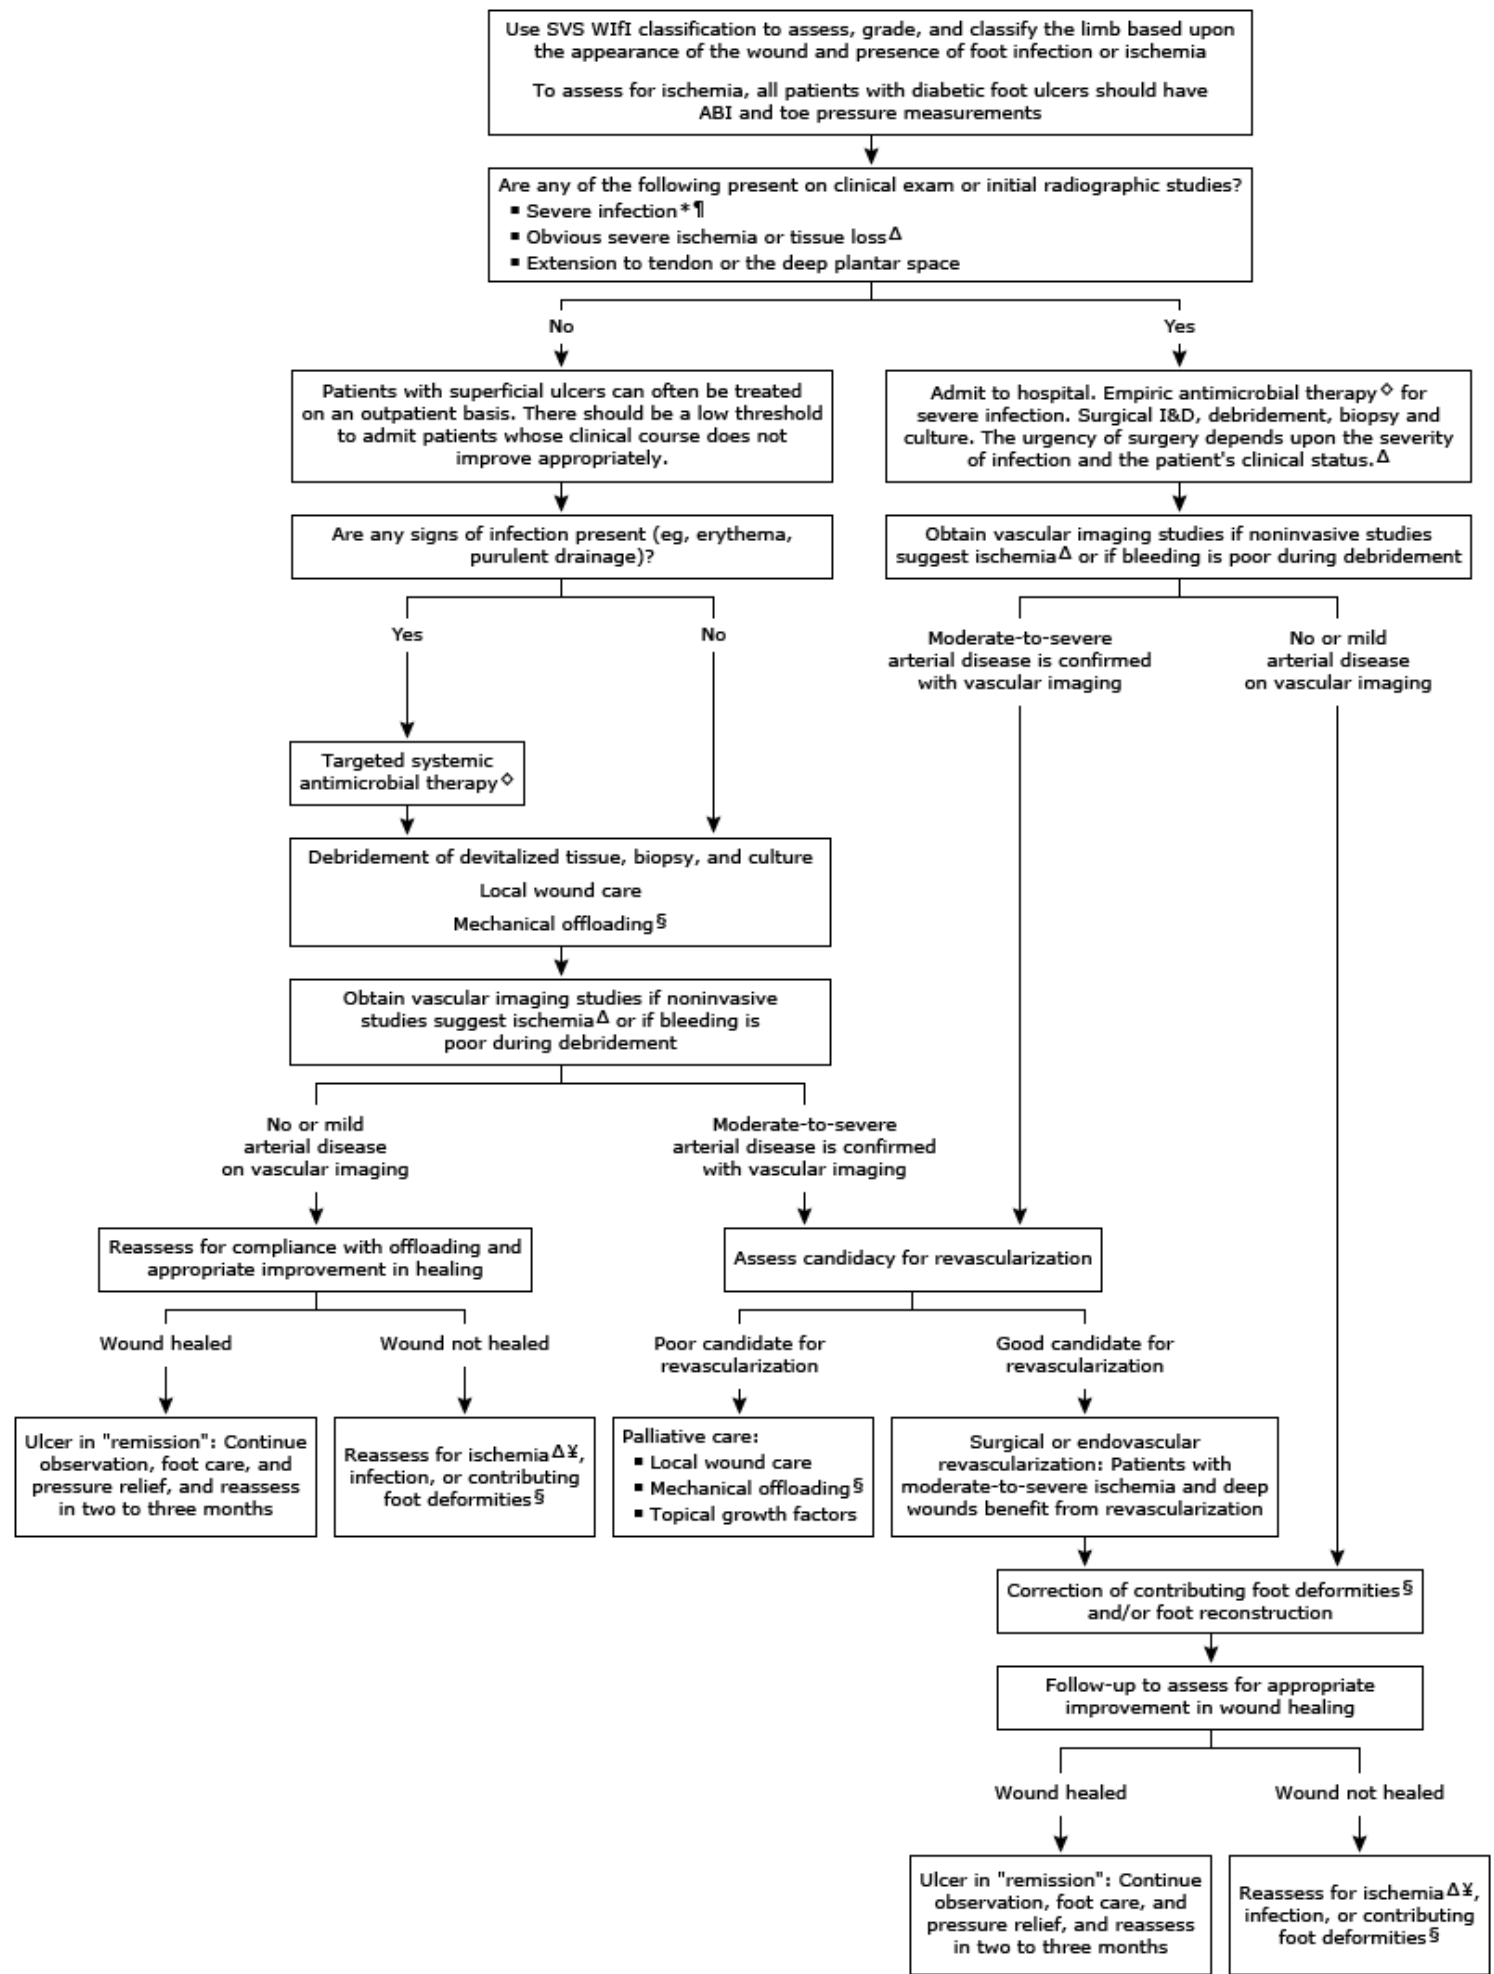 Use SVS WIfI classification to assess, grade, and classify the limb based upon
the appearance of the wound and presence of foot infection or ischemia
To assess for ischemia, all patients with diabetic foot ulcers should have
ABI and toe pressure measurements
Are any of the following present on clinical exam or initial radiographic studies?
▪ Severe infection*¶
▪ Obvious severe ischemia or tissue lossΔ
▪ Extension to tendon or the deep plantar space
No
Yes
Patients with superficial ulcers can often be treated
on an outpatient basis. There should be a low threshold
to admit patients whose clinical course does not
improve appropriately.
Admit to hospital. Empiric antimicrobial therapy◇ for
severe infection. Surgical I&D, debridement, biopsy and
culture. The urgency of surgery depends upon the severity
of infection and the patient's clinical status.Δ
Are any signs of infection present (eg, erythema,
purulent drainage)?
Obtain vascular imaging studies if noninvasive studies
suggest ischemiaΔ or if bleeding is poor during debridement
Yes
No
Moderate-to-severe
arterial disease is confirmed
with vascular imaging
No or mild
arterial disease
on vascular imaging
Targeted systemic
antimicrobial therapy◇
Debridement of devitalized tissue, biopsy, and culture
Local wound care
Mechanical offloading§
Obtain vascular imaging studies if noninvasive
studies suggest ischemiaΔ or if bleeding is
poor during debridement
No or mild
arterial disease
on vascular imaging
Moderate-to-severe
arterial disease is confirmed
with vascular imaging
Reassess for compliance with offloading and
appropriate improvement in healing
Assess candidacy for revascularization
Wound healed
Wound not healed
Poor candidate for
revascularization
Good candidate for
revascularization
Ulcer in "remission": Continue
observation, foot care, and
pressure relief, and reassess
in two to three months
Reassess for ischemiaΔ¥,
infection, or contributing
foot deformities§
Palliative care:
▪ Local wound care
▪ Mechanical offloading§
▪ Topical growth factors
Surgical or endovascular
revascularization: Patients with
moderate-to-severe ischemia and deep
wounds benefit from revascularization
Correction of contributing foot deformities§
and/or foot reconstruction
Follow-up to assess for appropriate
improvement in wound healing
Wound healed
Wound not healed
Ulcer in "remission": Continue
observation, foot care, and
pressure relief, and reassess
in two to three months
Reassess for ischemiaΔ¥,
infection, or contributing
foot deformities§